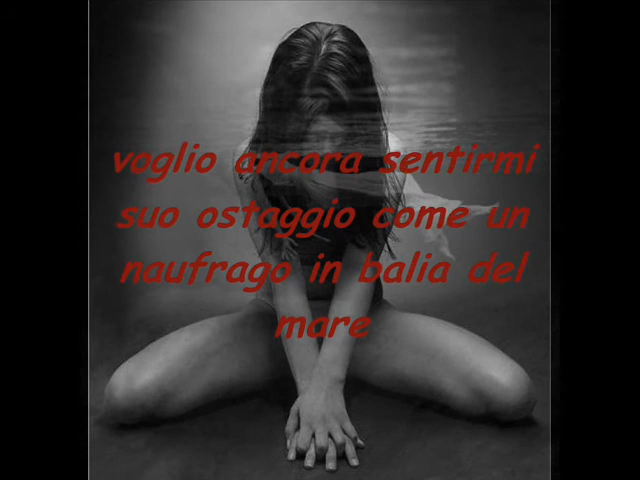 voglio ancora sentirmi
suo ostaggio come un
naufrago in balia del
mare